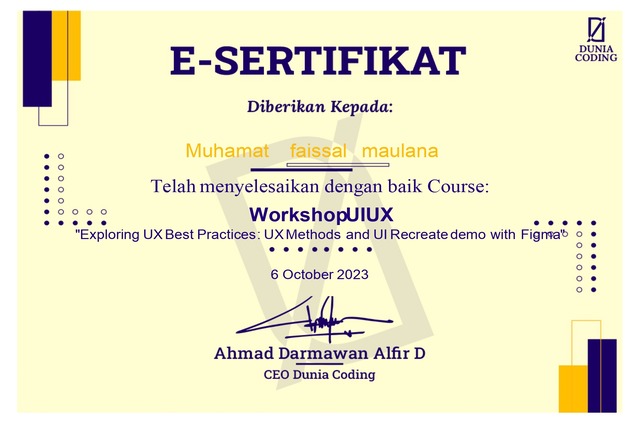 E-SERTIFIKAT
DUNIA
CODING
Diberikan Kepada:
Muhamat faissal maulana
Telah menyelesaikan dengan baik Course:
WorkshopUIUX
"Exploring UX Best Practices: UX Methods and UI Recreate demo with Figma"
6 October 2023
Ahmad Darmawan Alfir D
CEO Dunia Coding